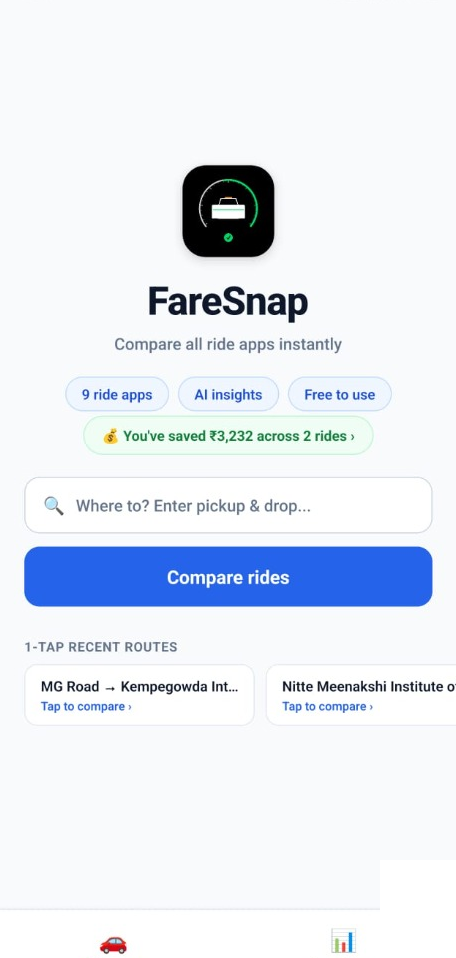 FareSnap
Compare all ride apps instantly
9 ride apps
AI insights
Free to use
💰 You've saved ₹3,232 across 2 rides ›
🔍 Where to? Enter pickup & drop...
Compare rides
1-TAP RECENT ROUTES
MG Road → Kempegowda Int...
Tap to compare ›
Nitte Meenakshi Institute
Tap to compare ›